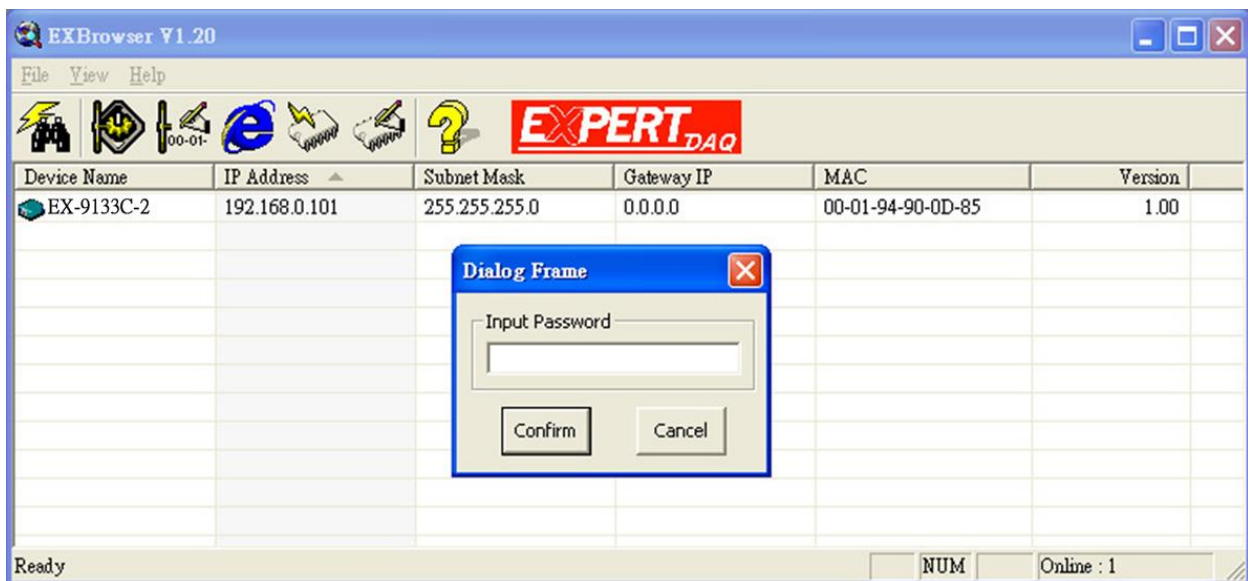 EXBrowser V1.20
File View Help
00-01-
EXPERT DAQ
Device Name IP Address Subnet Mask Gateway IP MAC Version
EX-9133C-2 192.168.0.101 255.255.255.0 0.0.0.0 00-01-94-90-0D-85 1.00
Dialog Frame
Input Password
Confirm Cancel
Ready NUM Online : 1